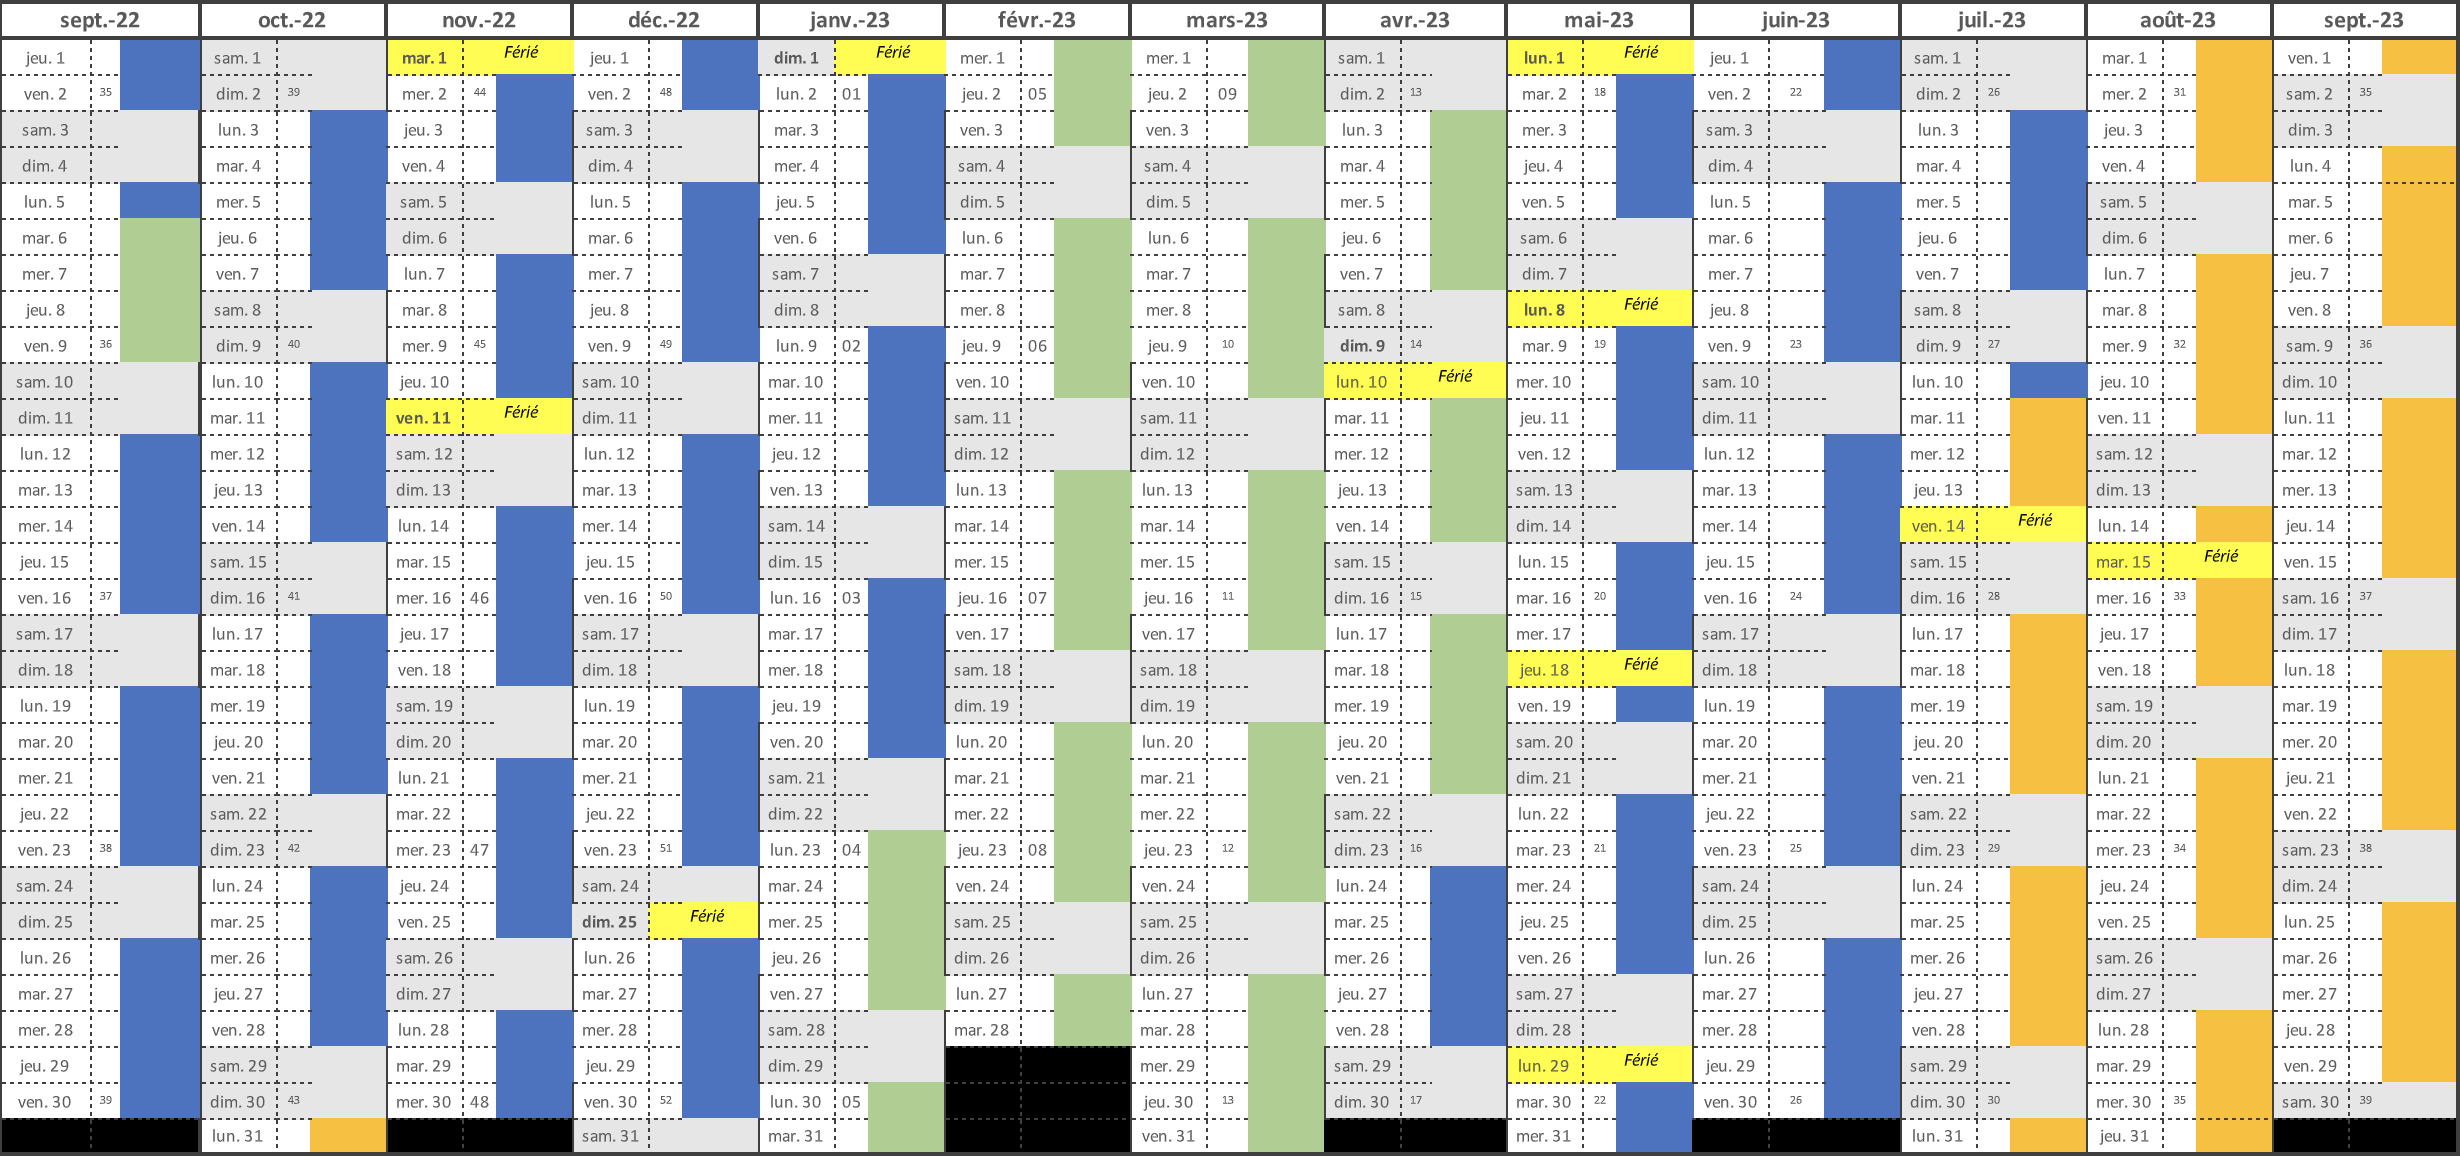 sept.-22 oct.-22 nov.-22 déc.-22 janv.-23 févr.-23 mars-23 avr.-23 mai-23 juin-23 juil.-23 août-23 sept.-23
jeu. 1 sam. 1 mar. 1 Férié jeu. 1 dim. 1 Férié mer. 1 mer. 1 sam. 1 lun. 1 Férié jeu. 1 sam. 1 mar. 1 ven. 1
ven. 2 35 dim. 2 39 mer. 2 44 ven. 2 48 lun. 2 01 jeu. 2 05 jeu. 2 09 dim. 2 13 mar. 2 18 ven. 2 22 dim. 2 26 mer. 2 31 sam. 2 35
sam. 3 lun. 3 jeu. 3 sam. 3 mar. 3 ven. 3 ven. 3 lun. 3 mer. 3 sam. 3 lun. 3 jeu. 3 dim. 3
dim. 4 mar. 4 ven. 4 dim. 4 mer. 4 sam. 4 sam. 4 mar. 4 jeu. 4 dim. 4 mar. 4 ven. 4 lun. 4
lun. 5 mer. 5 sam. 5 lun. 5 jeu. 5 dim. 5 dim. 5 mer. 5 ven. 5 lun. 5 mer. 5 sam. 5 mar. 5
mar. 6 jeu. 6 dim. 6 mar. 6 ven. 6 lun. 6 lun. 6 jeu. 6 sam. 6 mar. 6 jeu. 6 dim. 6 mer. 6
mer. 7 ven. 7 lun. 7 mer. 7 sam. 7 mar. 7 mar. 7 ven. 7 dim. 7 mer. 7 ven. 7 lun. 7 jeu. 7
jeu. 8 sam. 8 mar. 8 jeu. 8 dim. 8 mer. 8 mer. 8 sam. 8 lun. 8 Férié jeu. 8 sam. 8 mar. 8 ven. 8
ven. 9 36 dim. 9 40 mer. 9 45 ven. 9 49 lun. 9 02 jeu. 9 06 jeu. 9 10 dim. 9 14 mar. 9 19 ven. 9 23 dim. 9 27 mer. 9 32 sam. 9 36
sam. 10 lun. 10 jeu. 10 sam. 10 mar. 10 ven. 10 ven. 10 lun. 10 Férié mer. 10 sam. 10 lun. 10 jeu. 10 dim. 10
dim. 11 mar. 11 ven. 11 Férié dim. 11 mer. 11 sam. 11 sam. 11 mar. 11 jeu. 11 dim. 11 mar. 11 ven. 11 lun. 11
lun. 12 mer. 12 sam. 12 lun. 12 jeu. 12 dim. 12 dim. 12 mer. 12 ven. 12 lun. 12 mer. 12 sam. 12 mar. 12
mar. 13 jeu. 13 dim. 13 mar. 13 ven. 13 lun. 13 lun. 13 jeu. 13 sam. 13 mar. 13 jeu. 13 dim. 13 mer. 13
mer. 14 ven. 14 lun. 14 mer. 14 sam. 14 mar. 14 mar. 14 ven. 14 dim. 14 mer. 14 ven. 14 Férié lun. 14 jeu. 14
jeu. 15 sam. 15 mar. 15 jeu. 15 dim. 15 mer. 15 mer. 15 sam. 15 lun. 15 jeu. 15 sam. 15 mar. 15 Férié ven. 15
ven. 16 37 dim. 16 41 mer. 16 46 ven. 16 50 lun. 16 03 jeu. 16 07 jeu. 16 11 dim. 16 15 mar. 16 20 ven. 16 24 dim. 16 28 mer. 16 33 sam. 16 37
sam. 17 lun. 17 jeu. 17 sam. 17 mar. 17 ven. 17 ven. 17 lun. 17 mer. 17 sam. 17 lun. 17 jeu. 17 dim. 17
dim. 18 mar. 18 ven. 18 dim. 18 mer. 18 sam. 18 sam. 18 mar. 18 jeu. 18 Férié dim. 18 mar. 18 ven. 18 lun. 18
lun. 19 mer. 19 sam. 19 lun. 19 jeu. 19 dim. 19 dim. 19 mer. 19 ven. 19 lun. 19 mer. 19 sam. 19 mar. 19
mar. 20 jeu. 20 dim. 20 mar. 20 ven. 20 lun. 20 lun. 20 jeu. 20 sam. 20 mar. 20 jeu. 20 dim. 20 mer. 20
mer. 21 ven. 21 lun. 21 mer. 21 sam. 21 mar. 21 mar. 21 ven. 21 dim. 21 mer. 21 ven. 21 lun. 21 jeu. 21
jeu. 22 sam. 22 mar. 22 jeu. 22 dim. 22 mer. 22 mer. 22 sam. 22 lun. 22 jeu. 22 sam. 22 mar. 22 ven. 22
ven. 23 38 dim. 23 42 mer. 23 47 ven. 23 51 lun. 23 04 jeu. 23 08 jeu. 23 12 dim. 23 16 mar. 23 21 ven. 23 25 dim. 23 29 mer. 23 34 sam. 23 38
sam. 24 lun. 24 jeu. 24 sam. 24 mar. 24 ven. 24 ven. 24 lun. 24 mer. 24 sam. 24 lun. 24 jeu. 24 dim. 24
dim. 25 mar. 25 ven. 25 dim. 25 Férié mer. 25 sam. 25 sam. 25 mar. 25 jeu. 25 dim. 25 mar. 25 ven. 25 lun. 25
lun. 26 mer. 26 sam. 26 lun. 26 jeu. 26 dim. 26 dim. 26 mer. 26 ven. 26 lun. 26 mer. 26 sam. 26 mar. 26
mar. 27 jeu. 27 dim. 27 mar. 27 ven. 27 lun. 27 lun. 27 jeu. 27 sam. 27 mar. 27 jeu. 27 dim. 27 mer. 27
mer. 28 ven. 28 lun. 28 mer. 28 sam. 28 mar. 28 mar. 28 ven. 28 dim. 28 mer. 28 ven. 28 lun. 28 jeu. 28
jeu. 29 sam. 29 mar. 29 jeu. 29 dim. 29 mer. 29 sam. 29 lun. 29 Férié jeu. 29 sam. 29 mar. 29 ven. 29
ven. 30 39 dim. 30 43 mer. 30 48 ven. 30 52 lun. 30 05 jeu. 30 13 dim. 30 17 mar. 30 22 ven. 30 26 dim. 30 30 mer. 30 35 sam. 30 39
lun. 31 sam. 31 mar. 31 ven. 31 mer. 31 lun. 31 jeu. 31